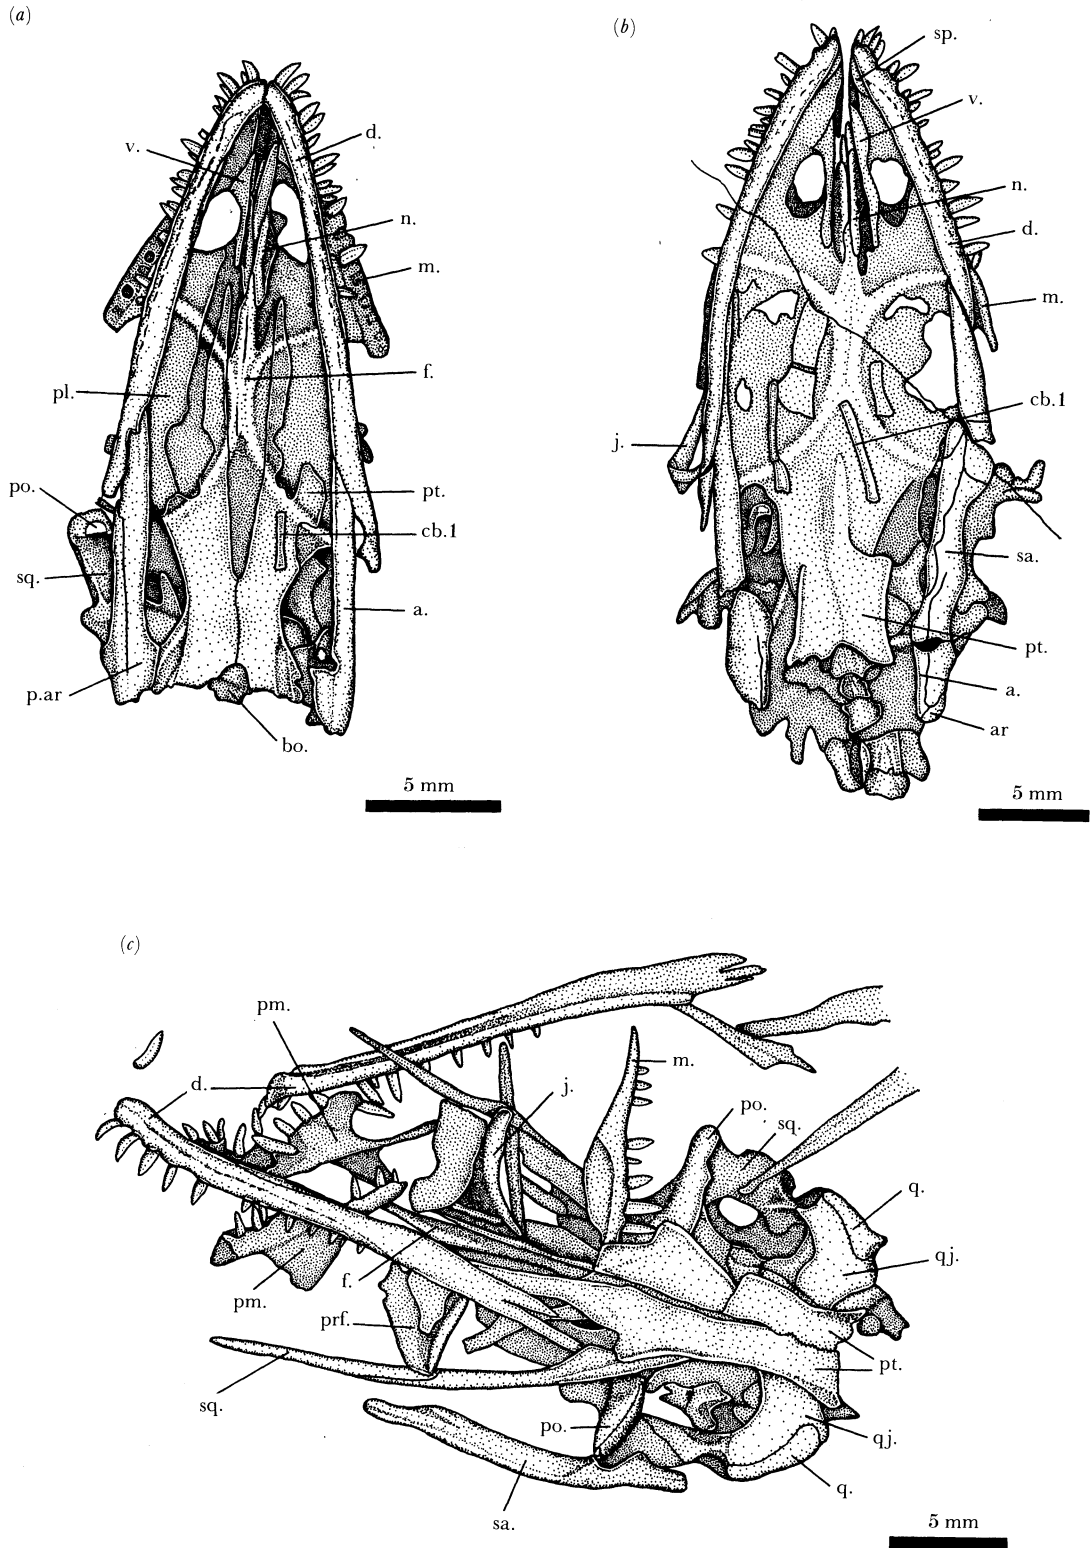 (a)
v.
d.
n.
m.
f.
pl.
po.
pt.
cb.1
sq.
a.
p.ar
bo.
5 mm
(b)
sp.
v.
n.
d.
m.
cb.1
j.
sa.
pt.
a.
ar
5 mm
(c)
pm.
d.
j.
m.
po.
sq.
q.
qj.
f.
pm.
prf.
pt.
sq.
po.
qj.
q.
sa.
5 mm